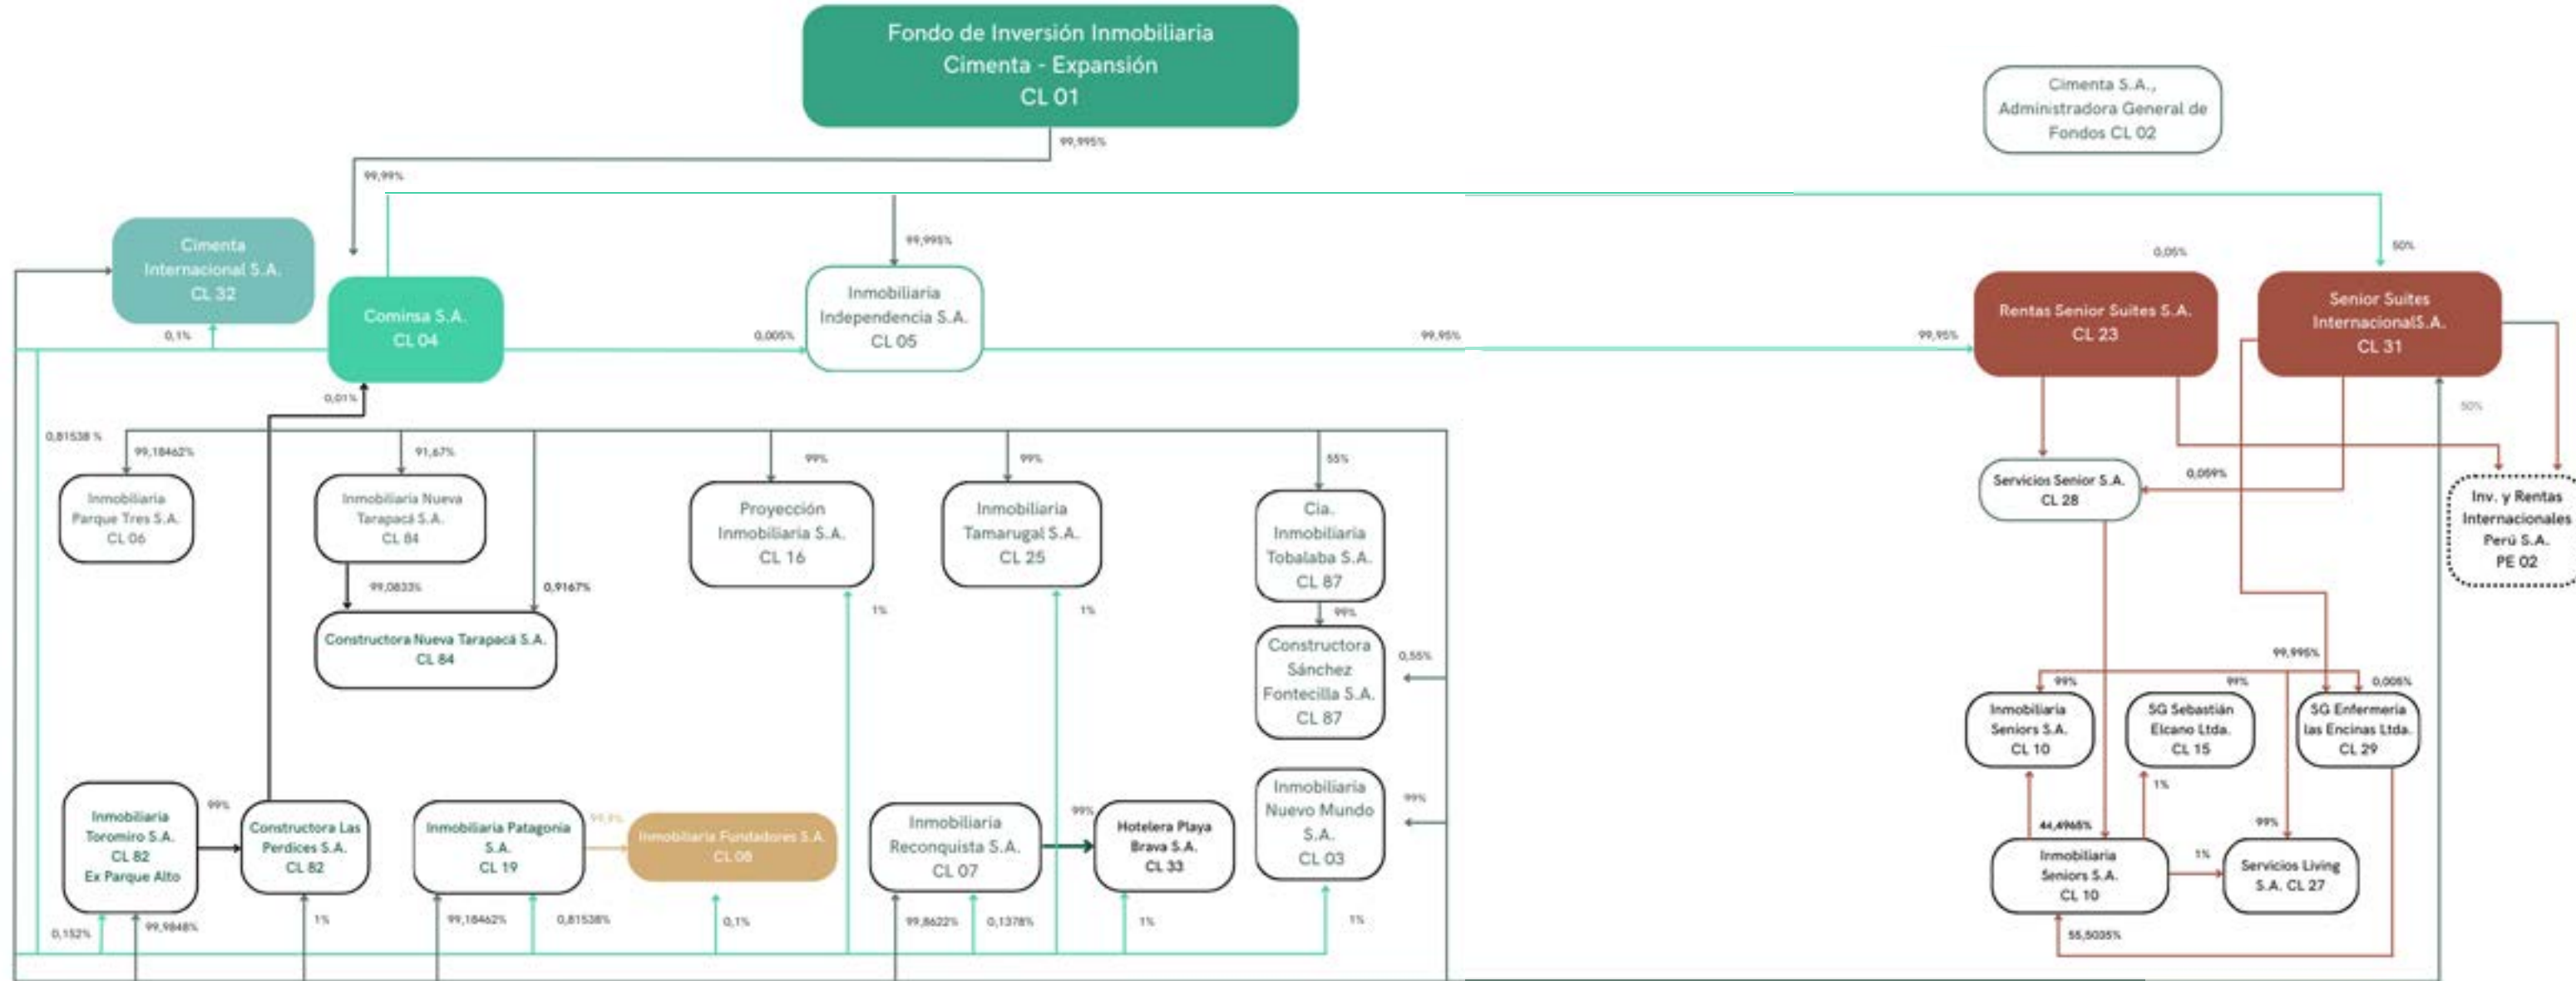 Fondo de Inversión Inmobiliaria
Cimenta - Expansión
CL 01
Cimenta S.A.,
Administradora General de
Fondos CL 02
99,995%
99,99%
Cimenta
Internacional S.A.
CL 32
0,1%
Cominsa S.A.
CL 04
0,01%
99,995%
0,005%
Inmobiliaria
Independencia S.A.
CL 05
99,95%
99,95%
0,05%
Rentas Senior Suites S.A.
CL 23
50%
Senior Suites
InternacionalS.A.
CL 31
50%
0,81538 %
99,18462%
Inmobiliaria
Parque Tres S.A.
CL 06
91,67%
Inmobiliaria Nueva
Tarapacá S.A.
CL 84
99,0833%
0,9167%
Constructora Nueva Tarapacá S.A.
CL 84
99%
Proyección
Inmobiliaria S.A.
CL 16
1%
99%
Inmobiliaria
Tamarugal S.A.
CL 25
1%
55%
Cia.
Inmobiliaria
Tobalaba S.A.
CL 87
99%
Constructora
Sánchez
Fontecilla S.A.
CL 87
0,55%
Servicios Senior S.A.
CL 28
0,059%
Inv. y Rentas
Internacionales
Perú S.A.
PE 02
99,995%
99%
99%
0,005%
Inmobiliaria
Seniors S.A.
CL 10
SG Sebastián
Elcano Ltda.
CL 15
SG Enfermeria
las Encinas Ltda.
CL 29
Inmobiliaria
Toromiro S.A.
CL 82
Ex Parque Alto
99%
Constructora Las
Perdices S.A.
CL 82
Inmobiliaria Patagonia
S.A.
CL 19
99,9%
Inmobiliaria Fundadores S.A.
CL 08
Inmobiliaria
Reconquista S.A.
CL 07
99%
Hotelera Playa
Brava S.A.
CL 33
Inmobiliaria
Nuevo Mundo
S.A.
CL 03
99%
1%
44,4965%
99%
Inmobiliaria
Seniors S.A.
CL 10
1%
Servicios Living
S.A. CL 27
55,5035%
0,152%
99,9848%
1%
99,18462%
0,81538%
0,1%
99,8622%
0,1378%
1%
1%